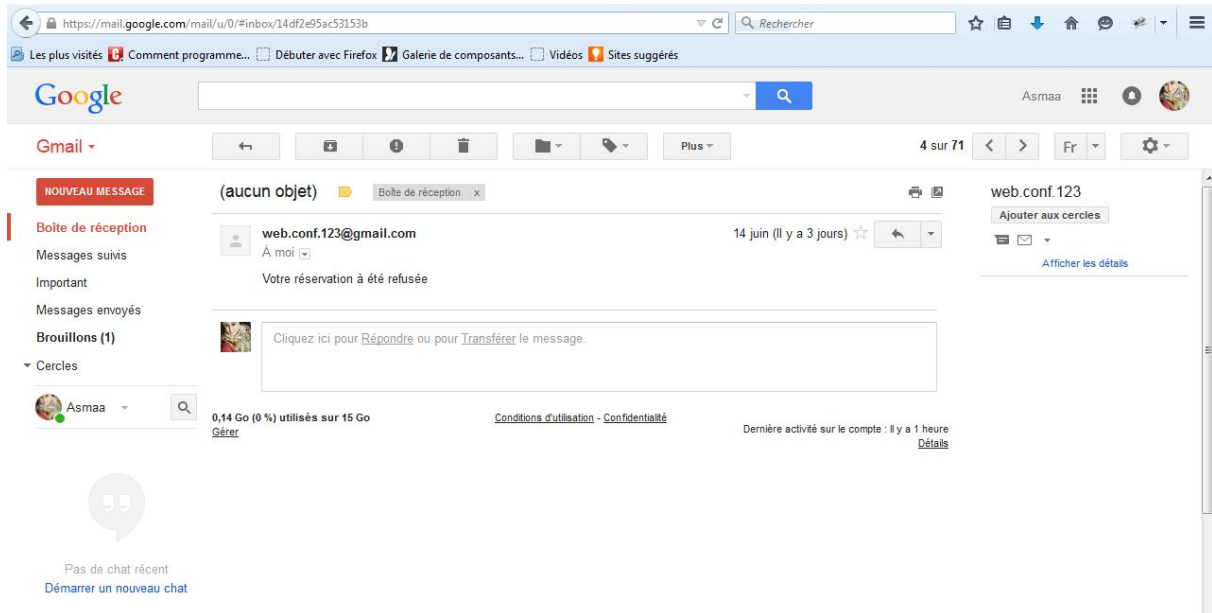 https://mail.google.com/mail/u/0/#inbox/14df2e95ac53153b
Rechercher
Les plus visités Comment programme... Débuter avec Firefox Galerie de composants... Vidéos Sites suggérés
Google
Asmaa
Gmail
Plus
4 sur 71
Fr
NOUVEAU MESSAGE
(aucun objet)
Boîte de réception x
web.conf.123
Ajouter aux cercles
Afficher les détails
Boîte de réception
Messages suivis
Important
Messages envoyés
Brouillons (1)
Cercles
Asmaa
web.conf.123@gmail.com
14 juin (Il y a 3 jours)
À moi
Votre réservation à été refusée
Cliquez ici pour Répondre ou pour Transférer le message.
0,14 Go (0 %) utilisés sur 15 Go
Gérer
Conditions d'utilisation - Confidentialité
Dernière activité sur le compte : Il y a 1 heure
Détails
Pas de chat récent
Démarrer un nouveau chat